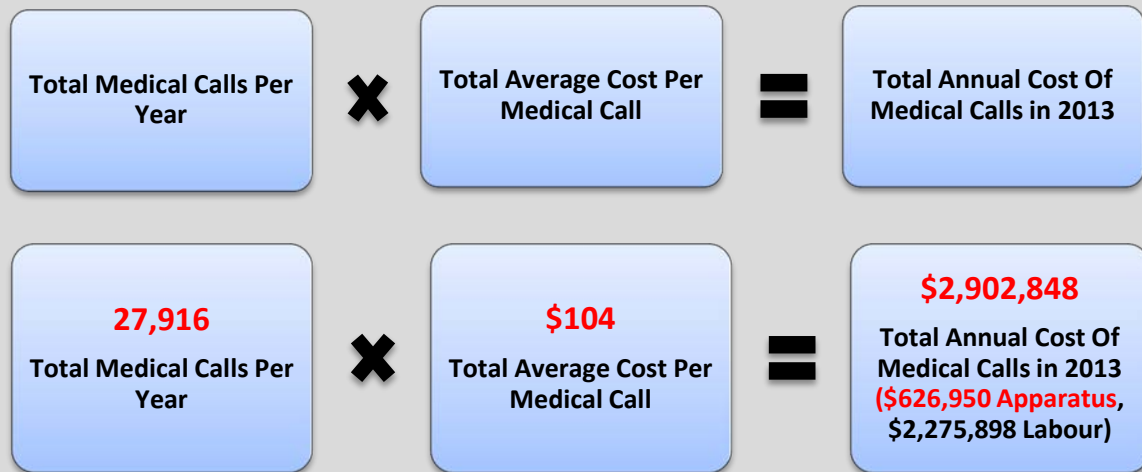 Total Medical Calls Per
Year
Total Average Cost Per
Medical Call
Total Annual Cost Of
Medical Calls in 2013
27,916
Total Medical Calls Per
Year
$104
Total Average Cost Per
Medical Call
$2,902,848
Total Annual Cost Of
Medical Calls in 2013
($626,950 Apparatus,
$2,275,898 Labour)